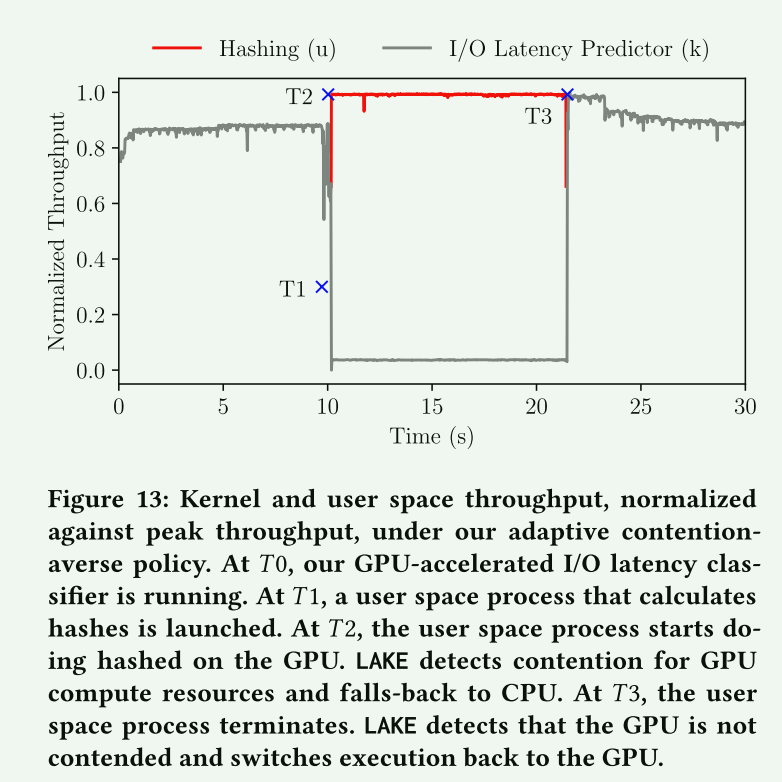 Hashing (u) I/O Latency Predictor (k)
1.0
0.8
0.6
0.4
0.2
0.0
Normalized Throughput
T2
T3
T1
0 5 10 15 20 25 30
Time (s)
Figure 13: Kernel and user space throughput, normalized
against peak throughput, under our adaptive contention-
averse policy. At T0, our GPU-accelerated I/O latency clas-
sifier is running. At T1, a user space process that calculates
hashes is launched. At T2, the user space process starts do-
ing hashed on the GPU. LAKE detects contention for GPU
compute resources and falls-back to CPU. At T3, the user
space process terminates. LAKE detects that the GPU is not
contended and switches execution back to the GPU.